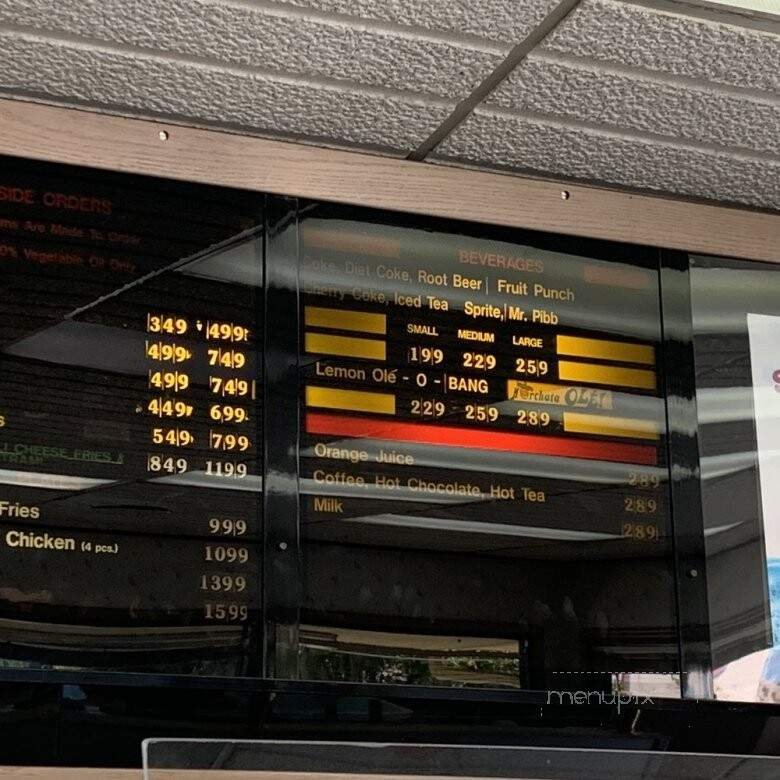 SIDE ORDERS
Are Made To Order
0% Vegetable Oil Only
349 499
499 749
499 749
449 699
549 799
CHEESE FRIES
849 1199
Fries
999
Chicken (4 pcs.)
1099
1399
1599
BEVERAGES
Coke, Diet Coke, Root Beer Fruit Punch
Cherry Coke, Iced Tea Sprite, Mr. Pibb
SMALL MEDIUM LARGE
199 229 259
Lemon Olé - O - BANG Horchata OLE!
229 259 289
Orange Juice 289
Coffee, Hot Chocolate, Hot Tea 289
Milk 289
menupix